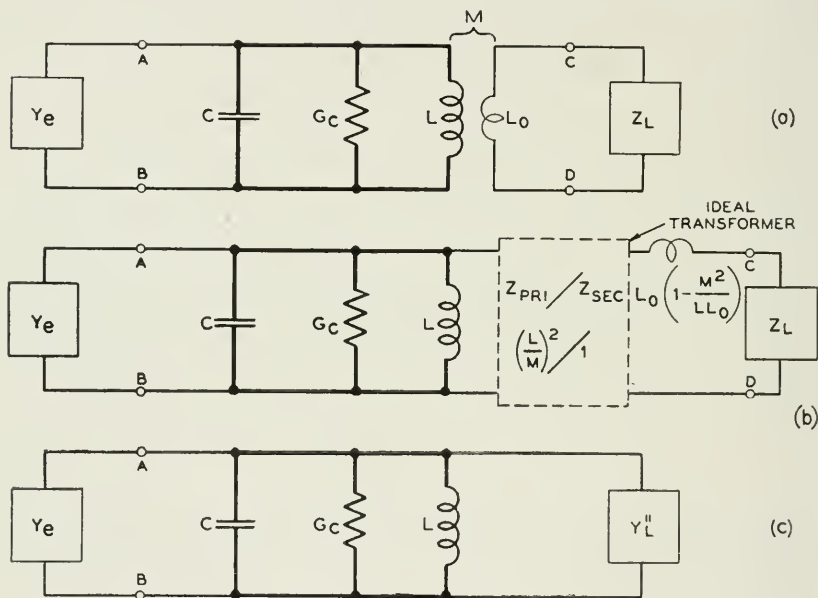 M
A
C
Ye
C
Gc
L
L0
ZL
(a)
B
D
IDEAL
TRANSFORMER
A
C
Ye
C
Gc
L
ZPRI / ZSEC
(L/M)² / 1
L0 (1 - M²/LL0)
ZL
B
D
(b)
A
Ye
C
Gc
L
Y"L
(c)
B